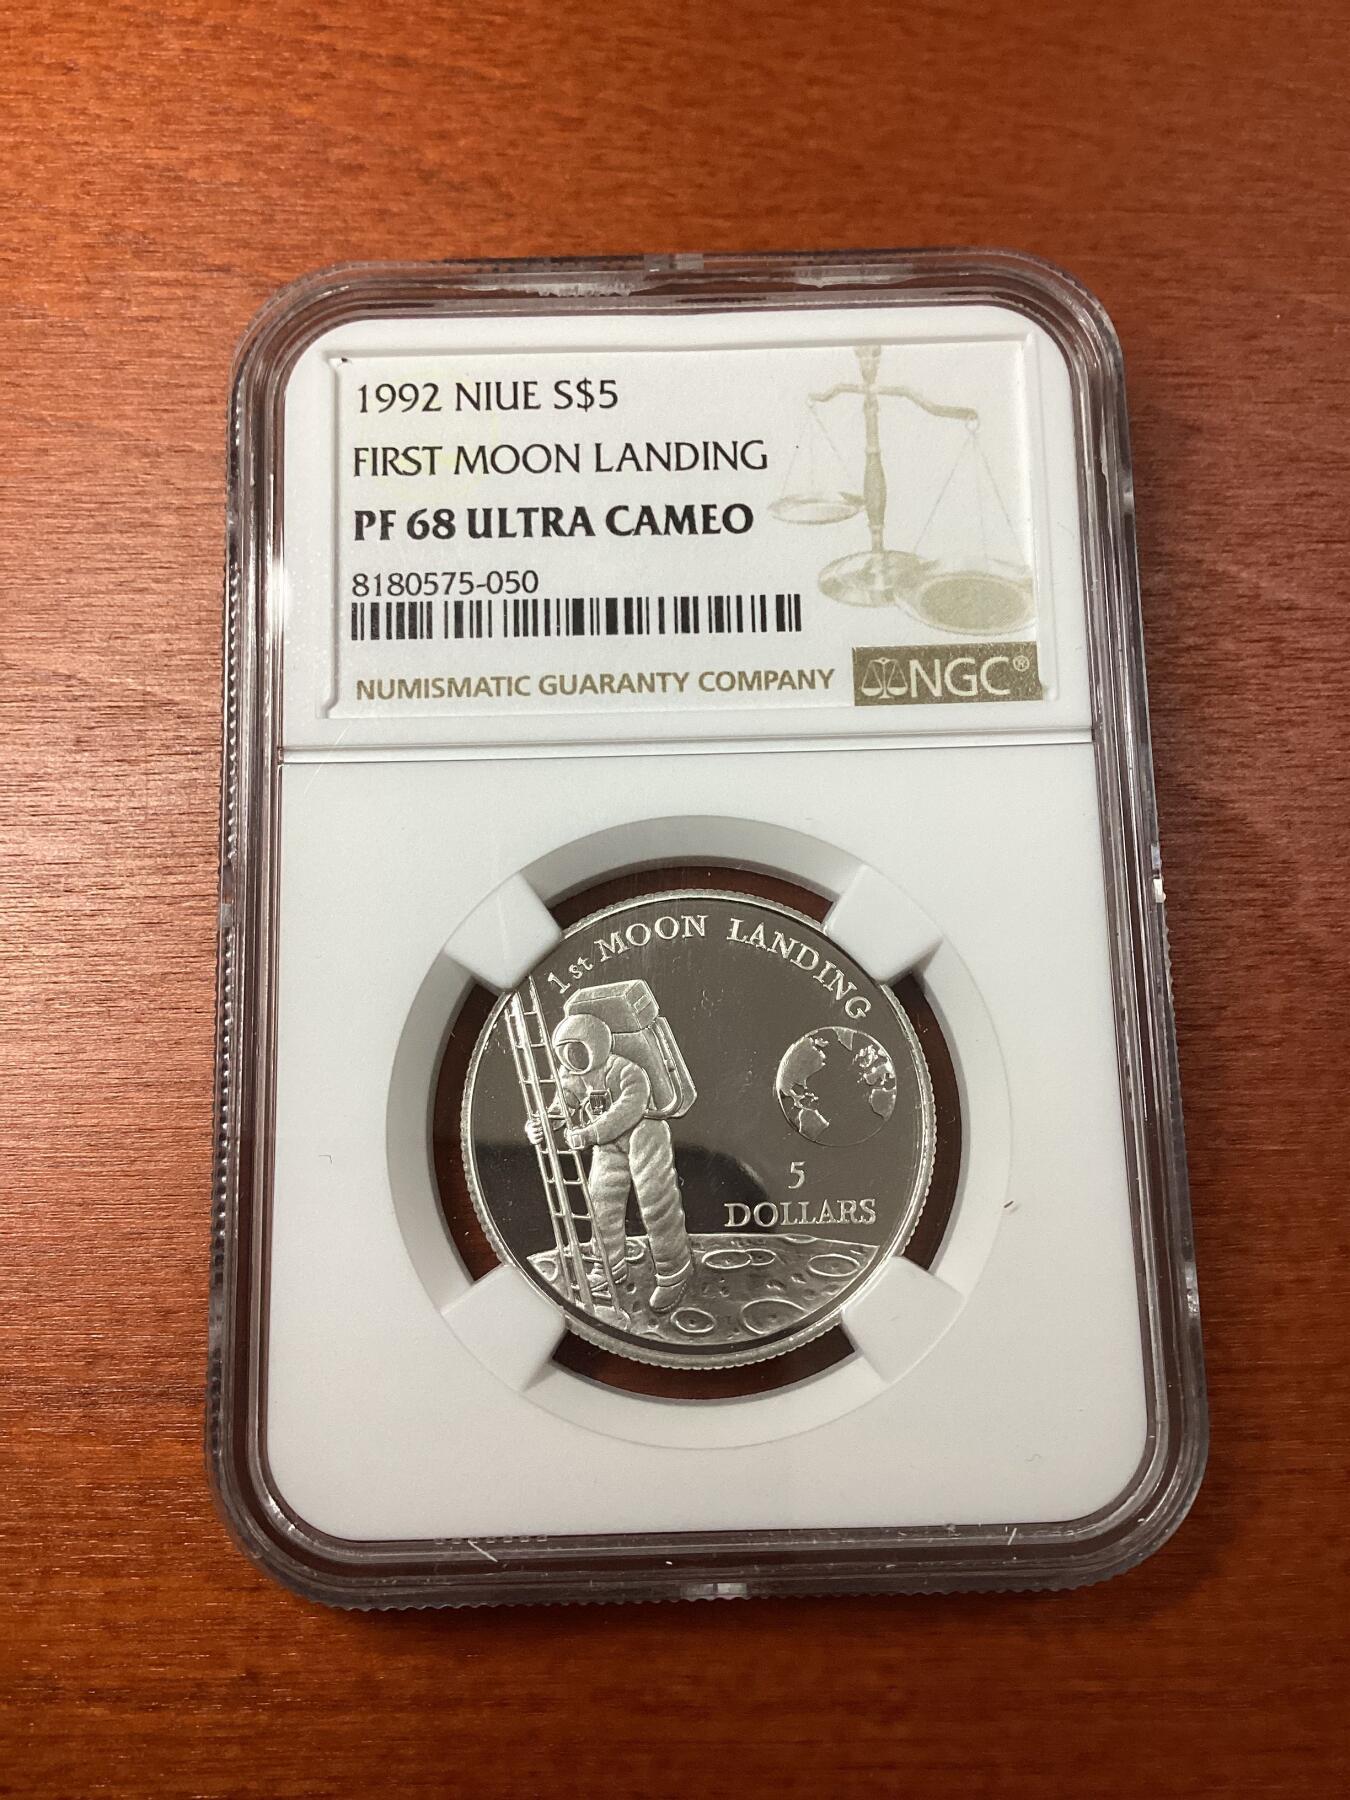 1992 NIUE S$5
FIRST MOON LANDING
PF 68 ULTRA CAMEO
8180575-050
NUMISMATIC GUARANTY COMPANY
NGC®
1st MOON LANDING
5
DOLLARS